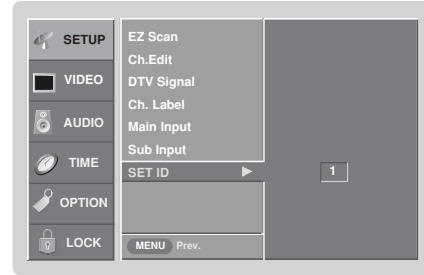 SETUP
VIDEO
AUDIO
TIME
OPTION
LOCK
EZ Scan
Ch.Edit
DTV Signal
Ch. Label
Main Input
Sub Input
SET ID
1
MENU Prev.